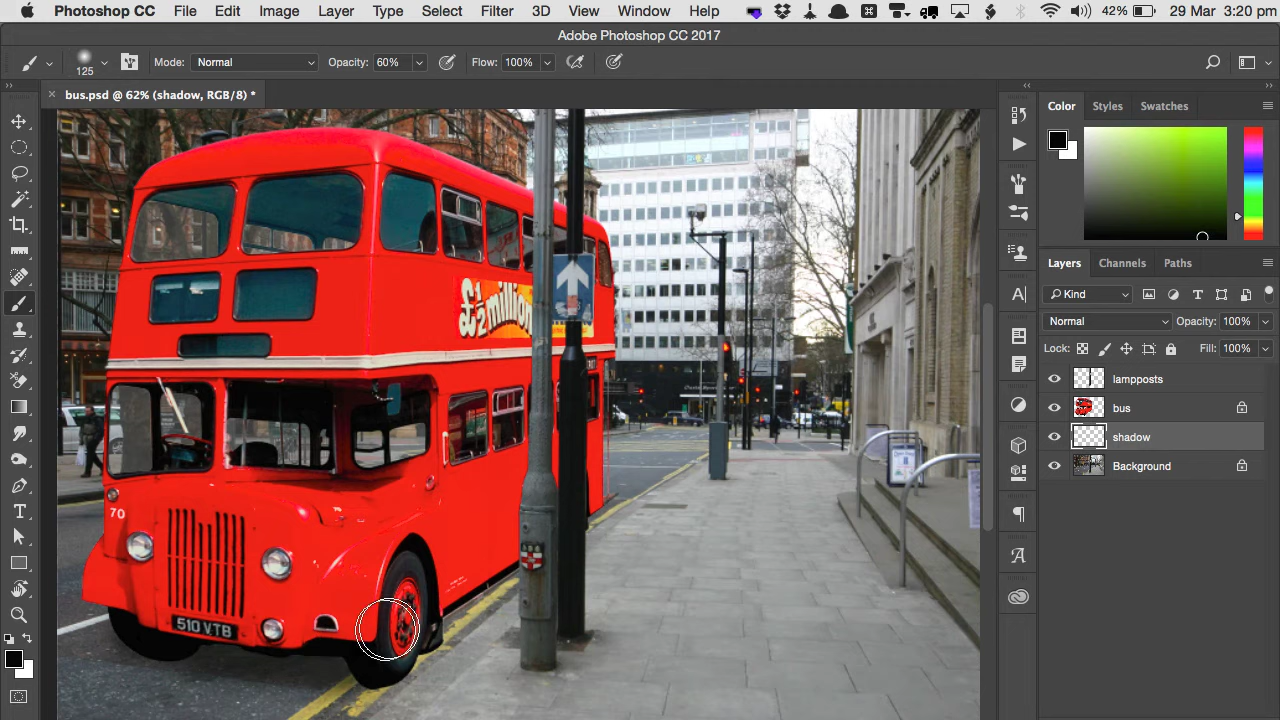 Photoshop CC File Edit Image Layer Type Select Filter 3D View Window Help 42% 29 Mar 3:20 pm
Adobe Photoshop CC 2017
125 Mode: Normal Opacity: 60% Flow: 100%
bus.psd @ 62% (shadow, RGB/8) *
Color Styles Swatches
Layers Channels Paths
Kind
Normal Opacity: 100%
Lock: Fill: 100%
lampposts
bus
shadow
Background
£½ million
70
510 VTB